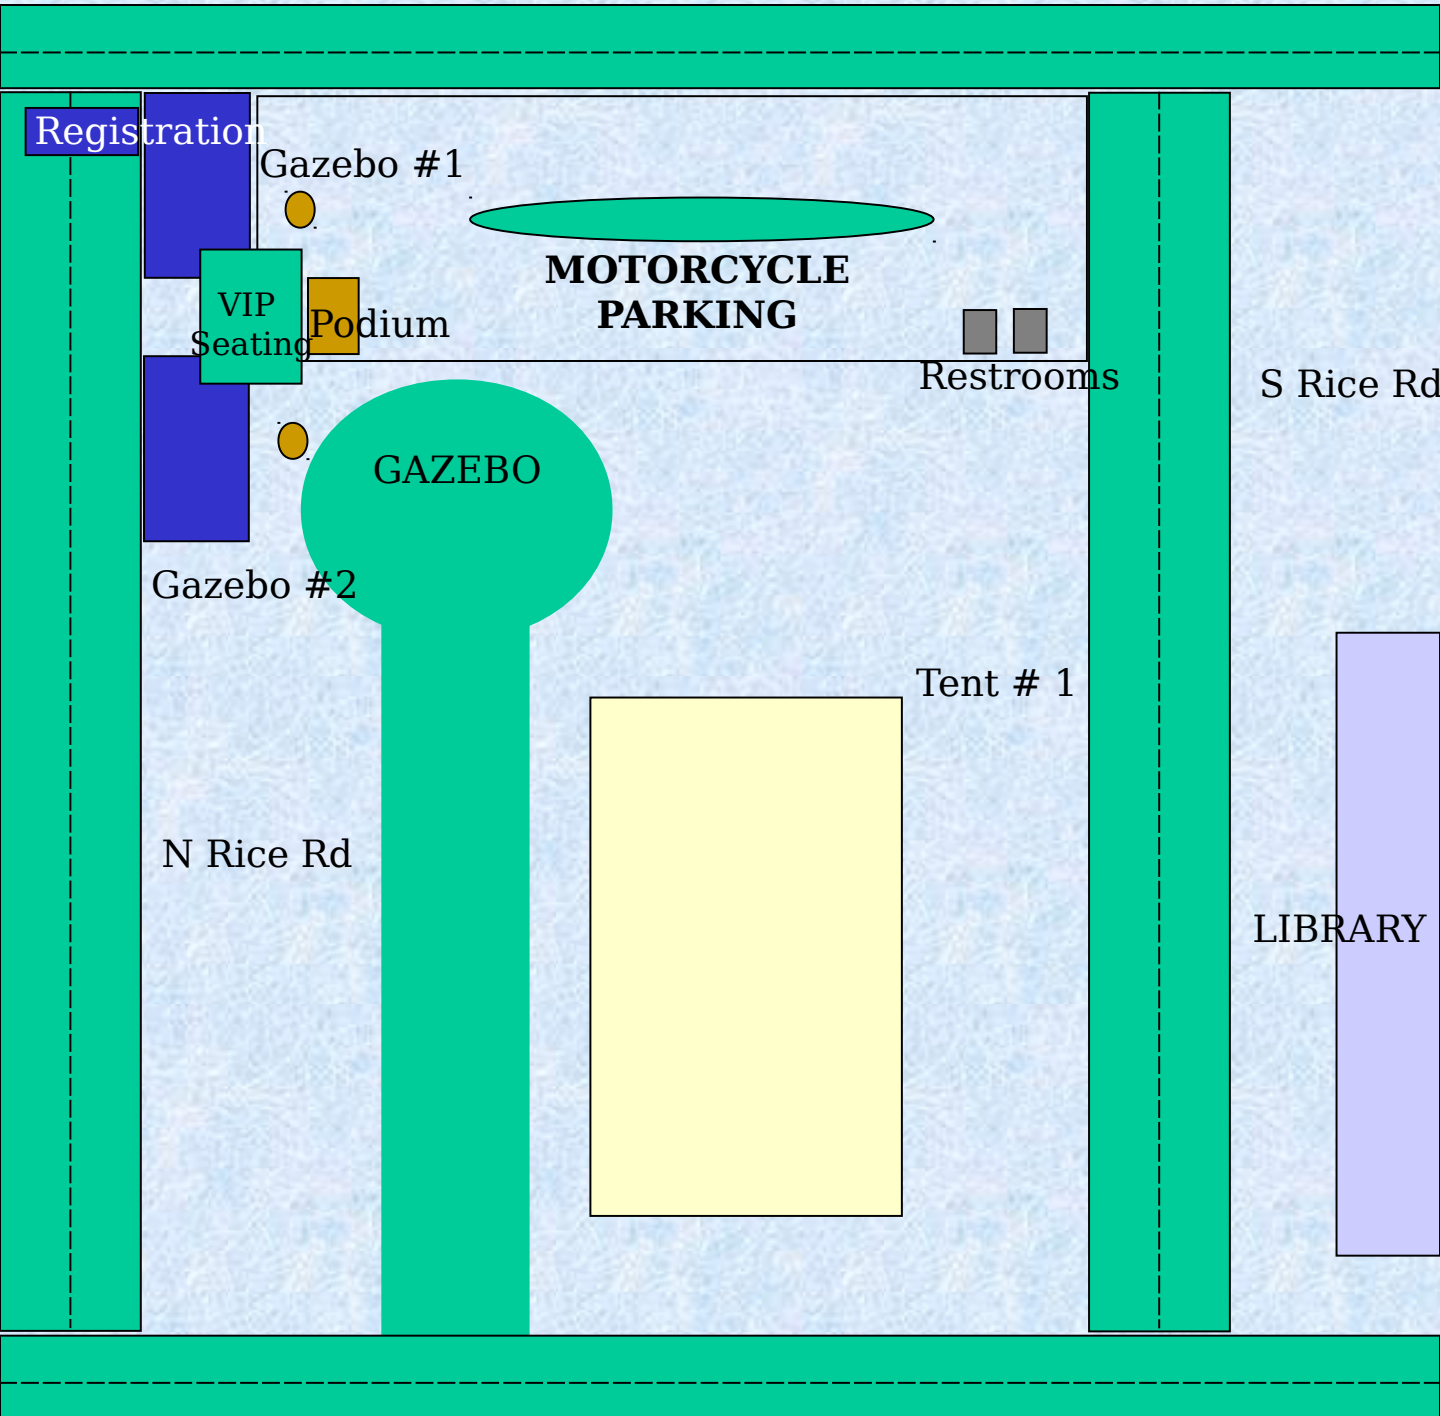 Registration
Gazebo #1
MOTORCYCLE
PARKING
VIP
Seating
Podium
Restrooms
S Rice Rd
GAZEBO
Gazebo #2
Tent # 1
N Rice Rd
LIBRARY